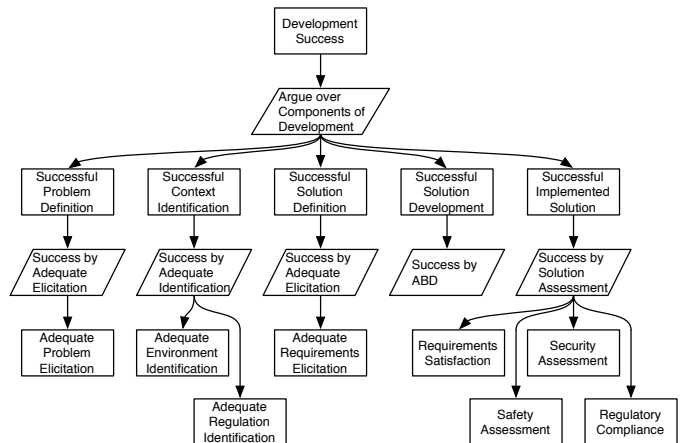 Development
Success
Argue over
Components of
Development
Successful
Problem
Definition
Successful
Context
Identification
Successful
Solution
Definition
Successful
Solution
Development
Successful
Implemented
Solution
Success by
Adequate
Elicitation
Success by
Adequate
Identification
Success by
Adequate
Elicitation
Success by
ABD
Success by
Solution
Assessment
Adequate
Problem
Elicitation
Adequate
Environment
Identification
Adequate
Requirements
Elicitation
Requirements
Satisfaction
Security
Assessment
Adequate
Regulation
Identification
Safety
Assessment
Regulatory
Compliance